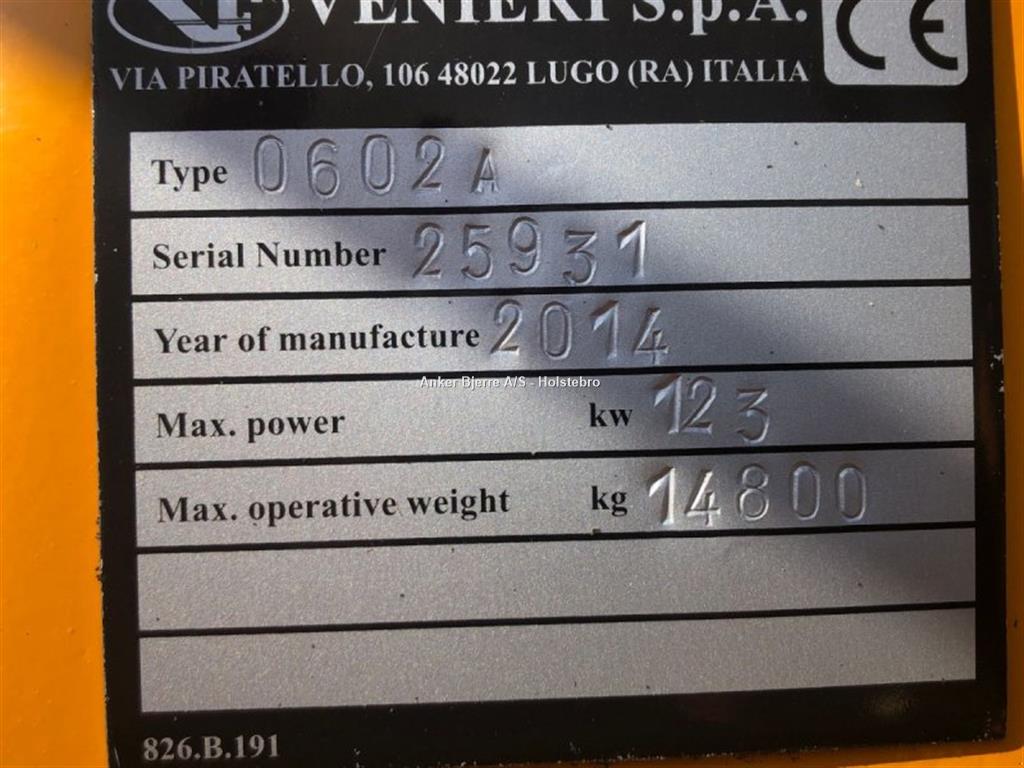 VENIERI S.p.A.
CE
VIA PIRATELLO, 106 48022 LUGO (RA) ITALIA
Type 0602A
Serial Number 25931
Year of manufacture 2014
Anker Bjerre A/S - Holstebro
Max. power kw 123
Max. operative weight kg 14800
826.B.191